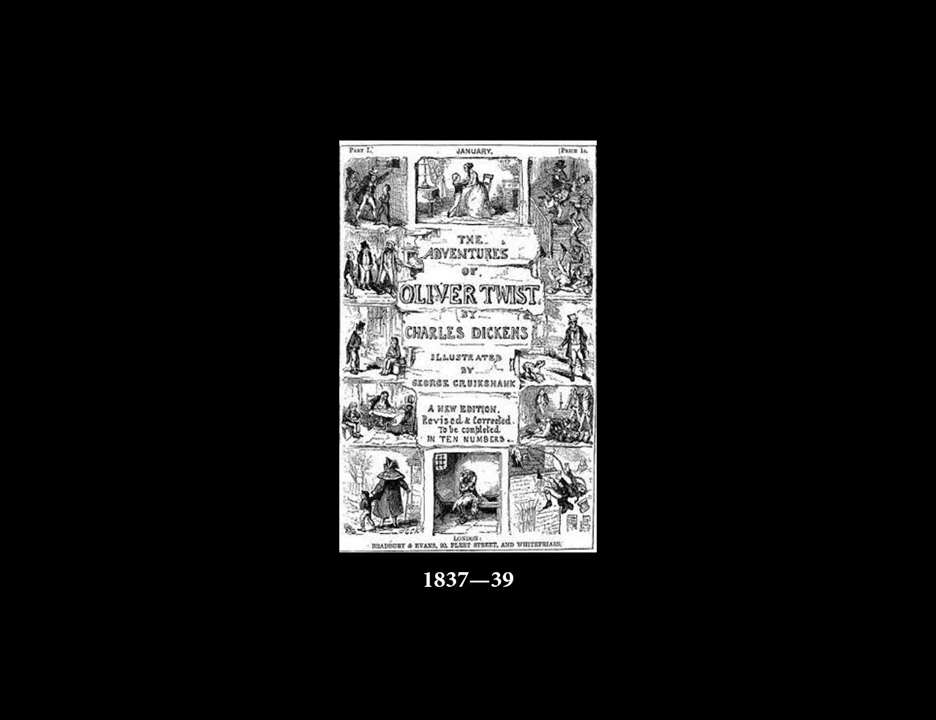 PART I.
JANUARY.
[PRICE 1s.
THE
ADVENTURES
OF
OLIVER TWIST.
BY
CHARLES DICKENS
ILLUSTRATED
BY
GEORGE CRUIKSHANK
A NEW EDITION,
Revised & Corrected.
To be completed
IN TEN NUMBERS.
LONDON:
BRADBURY & EVANS, 90, FLEET STREET, AND WHITEFRIARS.
1837—39